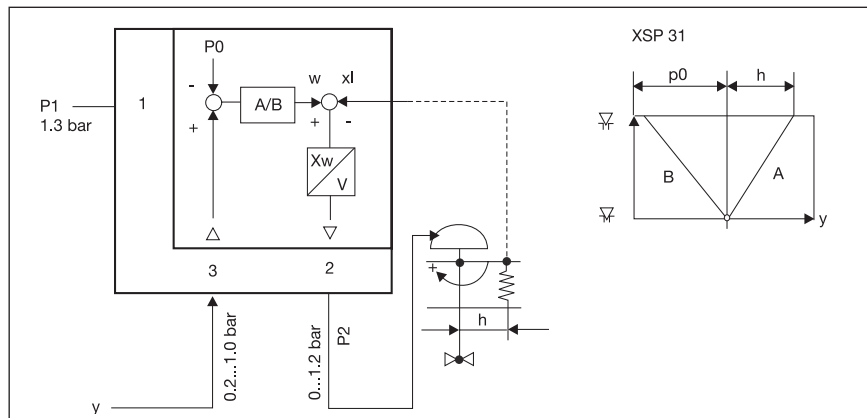 XSP 31
P0
w
xl
p0
h
-
A/B
P1
1
1.3 bar
+
+
-
Xw
V
B
A
y
3
2
+
0.2...1.0 bar
0...1.2 bar
P2
h
y